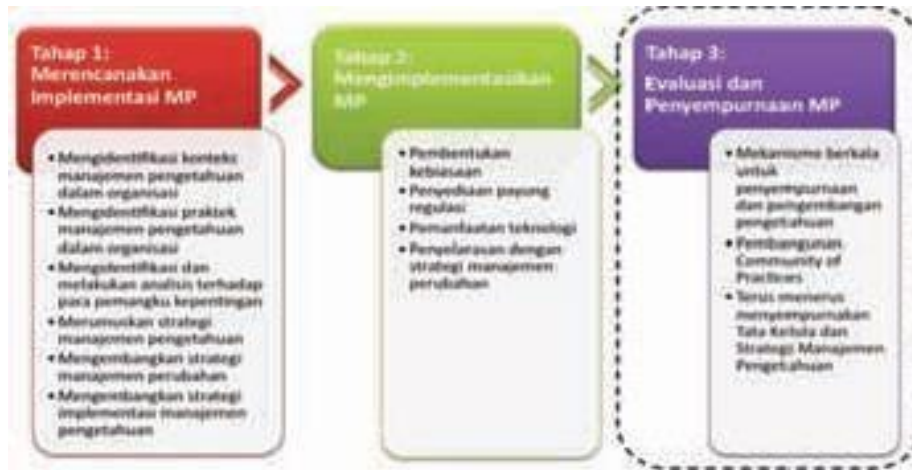 Tahap 1:
Merencanakan
Implementasi MP
• Mengidentifikasi konteks
manajemen pengetahuan
dalam organisasi
• Mengidentifikasi praktek
manajemen pengetahuan
dalam organisasi
• Mengidentifikasi dan
melakukan analisis terhadap
para pemangku kepentingan
• Merumuskan strategi
manajemen pengetahuan
• Mengembangkan strategi
manajemen perubahan
• Mengembangkan strategi
implementasi manajemen
pengetahuan
Tahap 2:
Mengimplementasikan
MP
• Pembentukan
kebiasaan
• Penyediaan payung
regulasi
• Pemanfaatan teknologi
• Penyelarasan dengan
strategi manajemen
perubahan
Tahap 3:
Evaluasi dan
Penyempurnaan MP
• Mekanisme berkala
untuk
penyempurnaan
dan pengembangan
pengetahuan
• Pembangunan
Community of
Practices
• Terus menerus
menyempurnakan
Tata Kelola dan
Strategi Manajemen
Pengetahuan